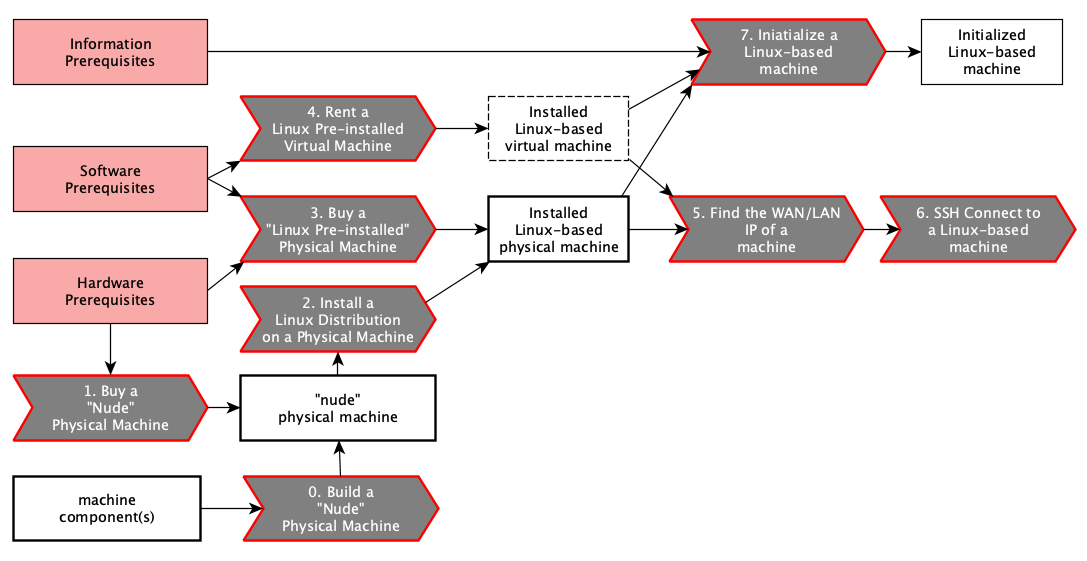 Information
Prerequisites
7. Iniatialize a
Linux-based
machine
Initialized
Linux-based
machine
4. Rent a
Linux Pre-installed
Virtual Machine
Installed
Linux-based
virtual machine
Software
Prerequisites
3. Buy a
"Linux Pre-installed"
Physical Machine
Installed
Linux-based
physical machine
5. Find the WAN/LAN
IP of a
machine
6. SSH Connect to
a Linux-based
machine
Hardware
Prerequisites
2. Install a
Linux Distribution
on a Physical Machine
1. Buy a
"Nude"
Physical Machine
"nude"
physical machine
machine
component(s)
0. Build a
"Nude"
Physical Machine